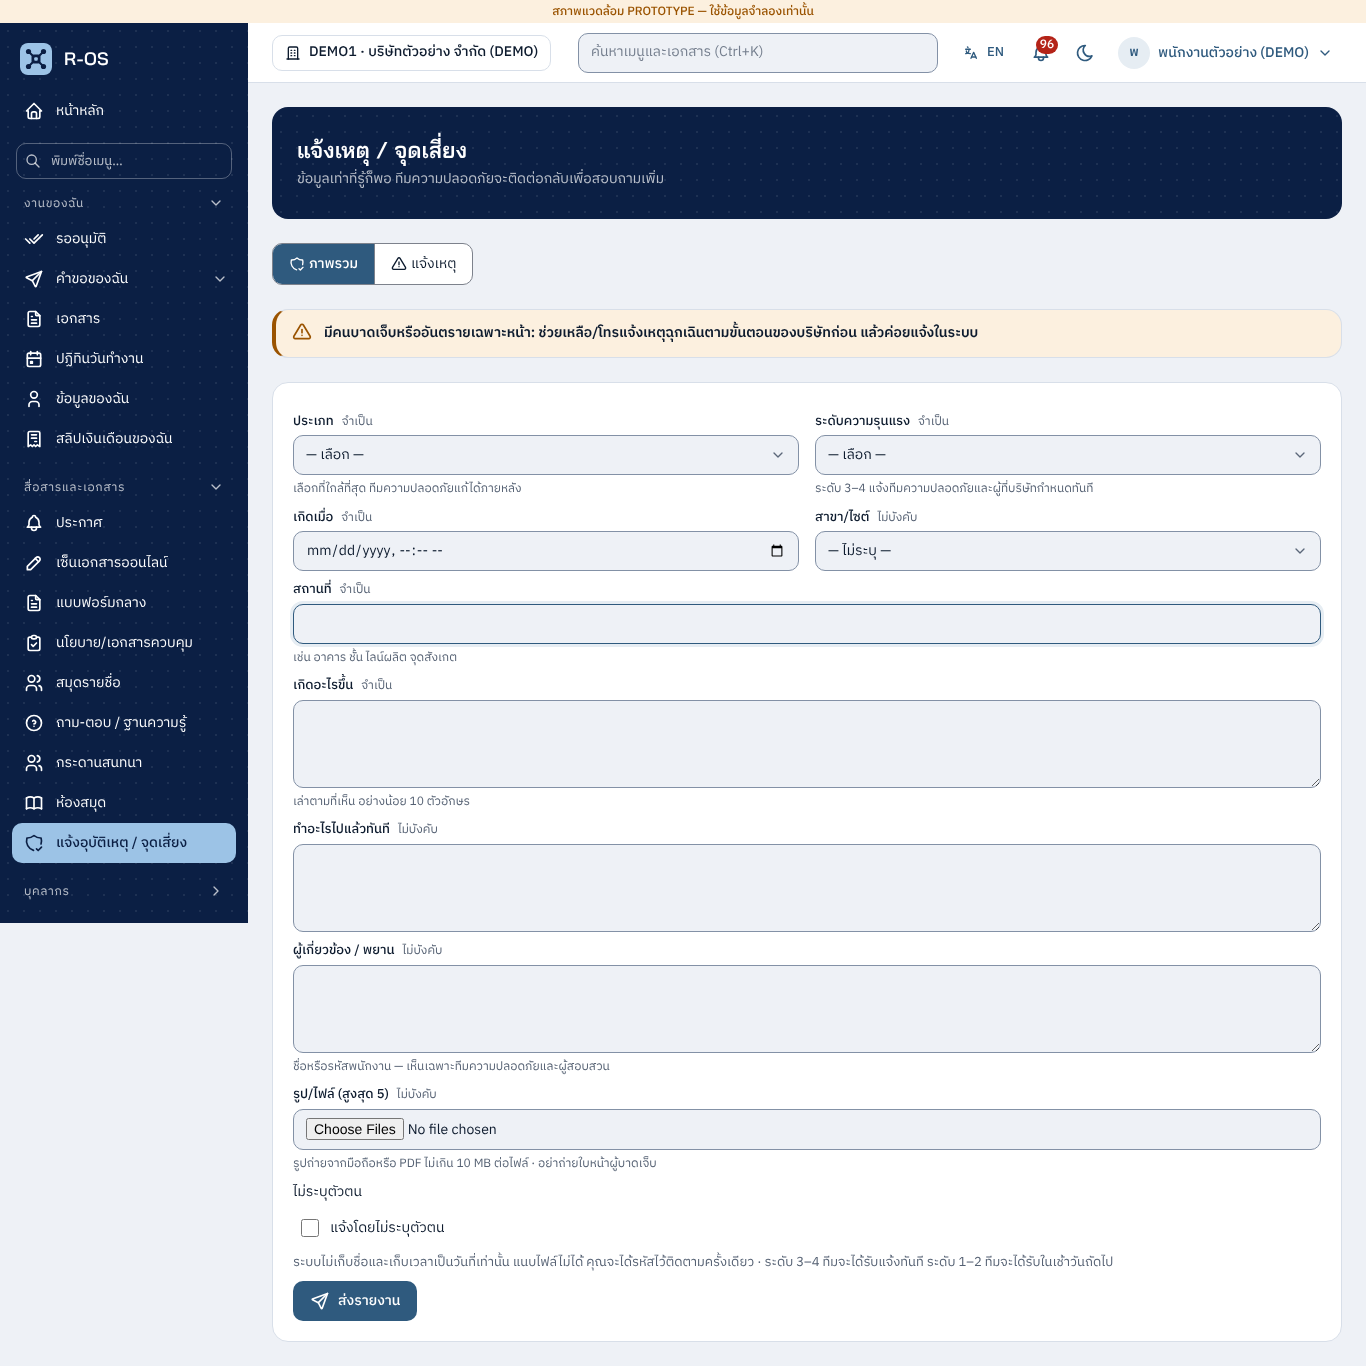 สภาพแวดล้อม PROTOTYPE — ใช้ข้อมูลจำลองเท่านั้น
R-OS
หน้าหลัก
พิมพ์ชื่อเมนู...
งานของฉัน
รออนุมัติ
คำขอของฉัน
เอกสาร
ปฏิทินวันทำงาน
ข้อมูลของฉัน
สลิปเงินเดือนของฉัน
สื่อสารและเอกสาร
ประกาศ
เซ็นเอกสารออนไลน์
แบบฟอร์มกลาง
นโยบาย/เอกสารควบคุม
สมุดรายชื่อ
ถาม-ตอบ / ฐานความรู้
กระดานสนทนา
ห้องสมุด
แจ้งอุบัติเหตุ / จุดเสี่ยง
บุคลากร
DEMO1 · บริษัทตัวอย่าง จำกัด (DEMO)
ค้นหาเมนูและเอกสาร (Ctrl+K)
EN
96
พ
พนักงานตัวอย่าง (DEMO)
แจ้งเหตุ / จุดเสี่ยง
ข้อมูลเท่าที่รู้ก็พอ ทีมความปลอดภัยจะติดต่อกลับเพื่อสอบถามเพิ่ม
ภาพรวม
แจ้งเหตุ
มีคนบาดเจ็บหรืออันตรายเฉพาะหน้า: ช่วยเหลือ/โทรแจ้งเหตุฉุกเฉินตามขั้นตอนของบริษัทก่อน แล้วค่อยแจ้งในระบบ
ประเภท จำเป็น
— เลือก —
เลือกที่ใกล้ที่สุด ทีมความปลอดภัยแก้ได้ภายหลัง
ระดับความรุนแรง จำเป็น
— เลือก —
ระดับ 3–4 แจ้งทีมความปลอดภัยและผู้ที่บริษัทกำหนดทันที
เกิดเมื่อ จำเป็น
mm/dd/yyyy, --:-- --
สาขา/ไซต์ ไม่บังคับ
— ไม่ระบุ —
สถานที่ จำเป็น
เช่น อาคาร ชั้น ไลน์ผลิต จุดสังเกต
เกิดอะไรขึ้น จำเป็น
เล่าตามที่เห็น อย่างน้อย 10 ตัวอักษร
ทำอะไรไปแล้วทันที ไม่บังคับ
ผู้เกี่ยวข้อง / พยาน ไม่บังคับ
ชื่อหรือรหัสพนักงาน — เห็นเฉพาะทีมความปลอดภัยและผู้สอบสวน
รูป/ไฟล์ (สูงสุด 5) ไม่บังคับ
Choose Files No file chosen
รูปถ่ายจากมือถือหรือ PDF ไม่เกิน 10 MB ต่อไฟล์ · อย่าถ่ายใบหน้าผู้บาดเจ็บ
ไม่ระบุตัวตน
แจ้งโดยไม่ระบุตัวตน
ระบบไม่เก็บชื่อและเก็บเวลาเป็นวันที่เท่านั้น แนบไฟล์ไม่ได้ คุณจะได้รหัสไว้ติดตามครั้งเดียว · ระดับ 3–4 ทีมจะได้รับแจ้งทันที ระดับ 1–2 ทีมจะได้รับในเช้าวันถัดไป
ส่งรายงาน